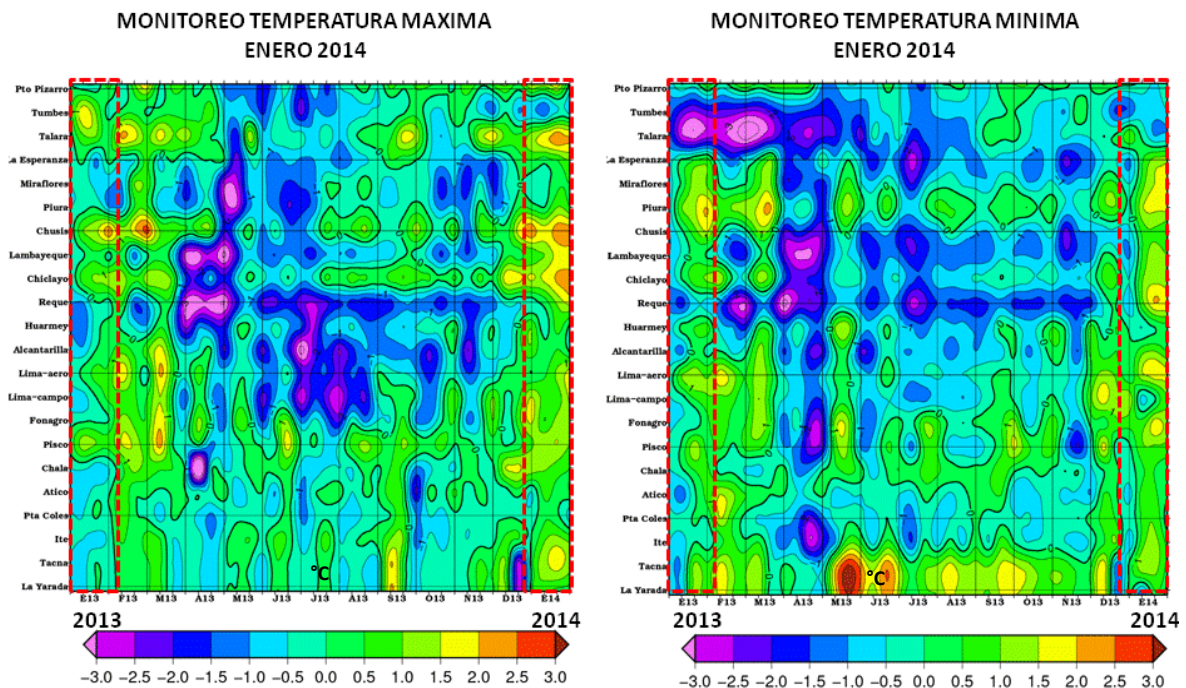 MONITOREO TEMPERATURA MAXIMA
ENERO 2014
Pto Pizarro
Tumbes
Talara
La Esperanza
Miraflores
Piura
Chusis
Lambayeque
Chiclayo
Reque
Huarmey
Alcantarilla
Lima-aero
Lima-campo
Fonagro
Pisco
Chala
Atico
Pta Coles
Ite
Tacna
La Yarada
°C
E13 F13 M13 A13 M13 J13 J13 A13 S13 O13 N13 D13 E14
2013 2014
-3.0 -2.5 -2.0 -1.5 -1.0 -0.5 0.0 0.5 1.0 1.5 2.0 2.5 3.0
MONITOREO TEMPERATURA MINIMA
ENERO 2014
Pto Pizarro
Tumbes
Talara
La Esperanza
Miraflores
Piura
Chusis
Lambayeque
Chiclayo
Reque
Huarmey
Alcantarilla
Lima-aero
Lima-campo
Fonagro
Pisco
Chala
Atico
Pta Coles
Ite
Tacna
La Yarada
°C
E13 F13 M13 A13 M13 J13 J13 A13 S13 O13 N13 D13 E14
2013 2014
-3.0 -2.5 -2.0 -1.5 -1.0 -0.5 0.0 0.5 1.0 1.5 2.0 2.5 3.0